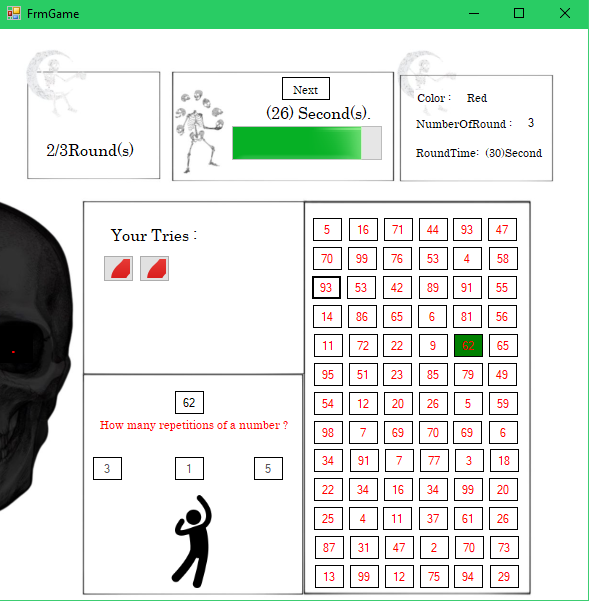 FrmGame
2/3Round(s)
Next
(26) Second(s).
Color : Red
NumberOfRound : 3
RoundTime: (30)Second
Your Tries :
62
How many repetitions of a number ?
3 1 5
5 16 71 44 93 47
70 99 76 53 4 58
93 53 42 89 91 55
14 86 65 6 81 56
11 72 22 9 62 65
95 51 23 85 79 49
54 12 20 26 5 59
98 7 69 70 69 6
34 91 7 77 3 18
22 34 16 34 99 20
25 4 11 37 61 26
87 31 47 2 70 73
13 99 12 75 94 29